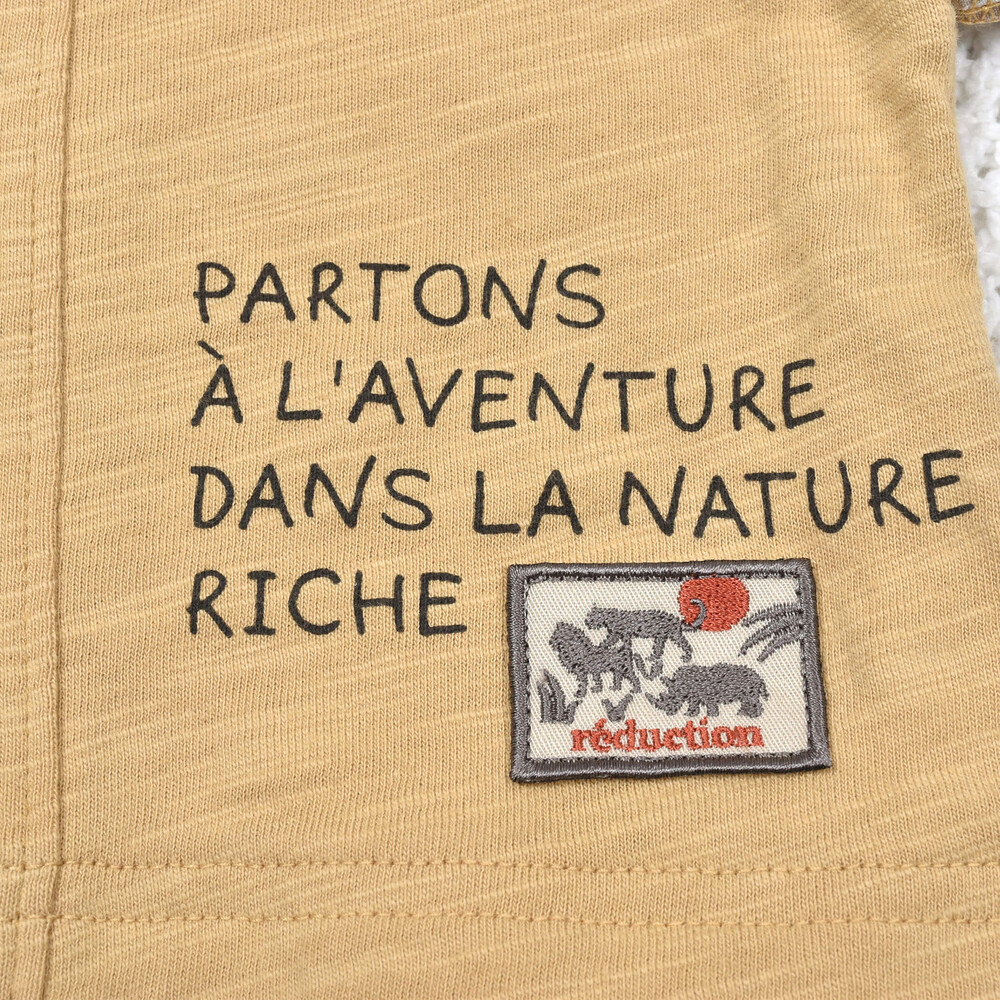 PARTONS
À L'AVENTURE
DANS LA NATURE
RICHE
réduction